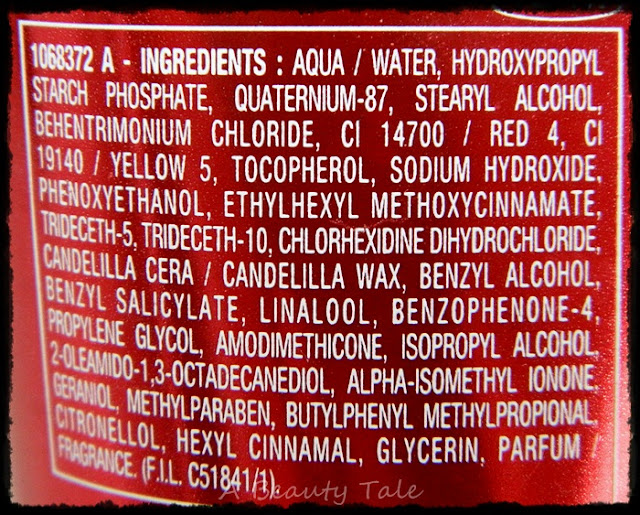 1068372 A - INGREDIENTS : AQUA / WATER, HYDROXYPROPYL
STARCH PHOSPHATE, QUATERNIUM-87, STEARYL ALCOHOL,
BEHENTRIMONIUM CHLORIDE, CI 14700 / RED 4, CI
19140 / YELLOW 5, TOCOPHEROL, SODIUM HYDROXIDE,
PHENOXYETHANOL, ETHYLHEXYL METHOXYCINNAMATE,
TRIDECETH-5, TRIDECETH-10, CHLORHEXIDINE DIHYDROCHLORIDE,
CANDELILLA CERA / CANDELILLA WAX, BENZYL ALCOHOL,
BENZYL SALICYLATE, LINALOOL, BENZOPHENONE-4,
PROPYLENE GLYCOL, AMODIMETHICONE, ISOPROPYL ALCOHOL,
2-OLEAMIDO-1,3-OCTADECANEDIOL, ALPHA-ISOMETHYL IONONE,
GERANIOL, METHYLPARABEN, BUTYLPHENYL METHYLPROPIONAL,
CITRONELLOL, HEXYL CINNAMAL, GLYCERIN, PARFUM /
FRAGRANCE. (F.I.L. C51841/1)
A Beauty Tale